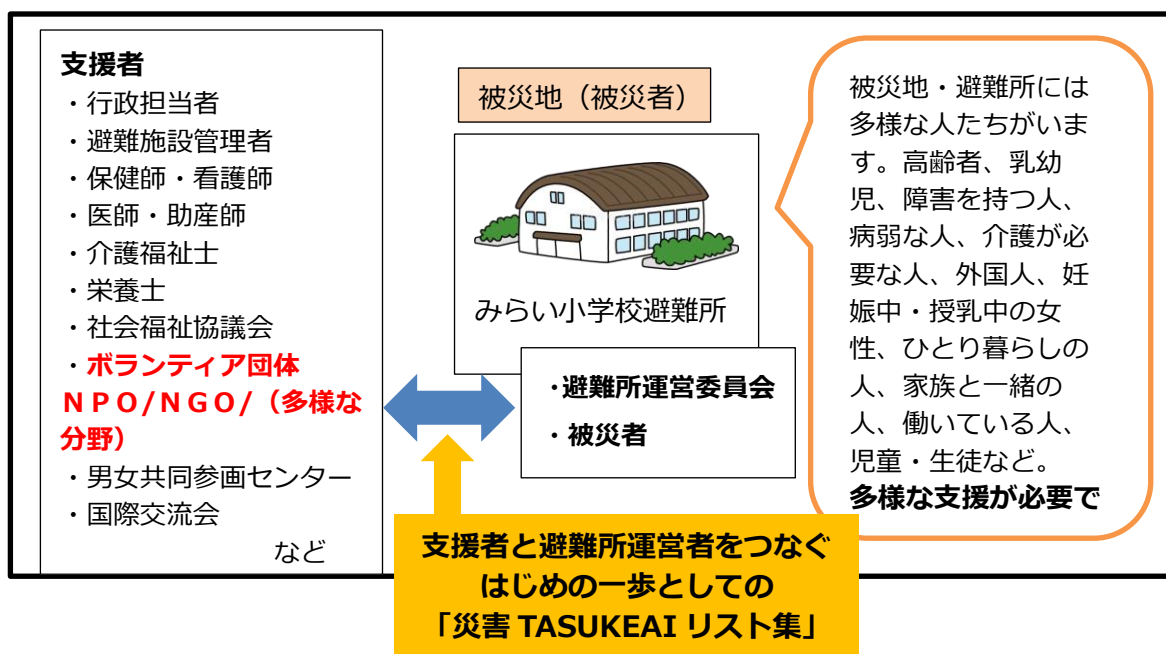 支援者
・行政担当者
・避難施設管理者
・保健師・看護師
・医師・助産師
・介護福祉士
・栄養士
・社会福祉協議会
・ボランティア団体
ＮＰＯ/ＮＧＯ/（多様な
分野）
・男女共同参画センター
・国際交流会
など
被災地（被災者）
みらい小学校避難所
・避難所運営委員会
・被災者
被災地・避難所には
多様な人たちがいま
す。高齢者、乳幼
児、障害を持つ人、
病弱な人、介護が必
要な人、外国人、妊
娠中・授乳中の女
性、ひとり暮らしの
人、家族と一緒の
人、働いている人、
児童・生徒など。
多様な支援が必要で
支援者と避難所運営者をつなぐ
はじめの一歩としての
「災害 TASUKEAI リスト集」